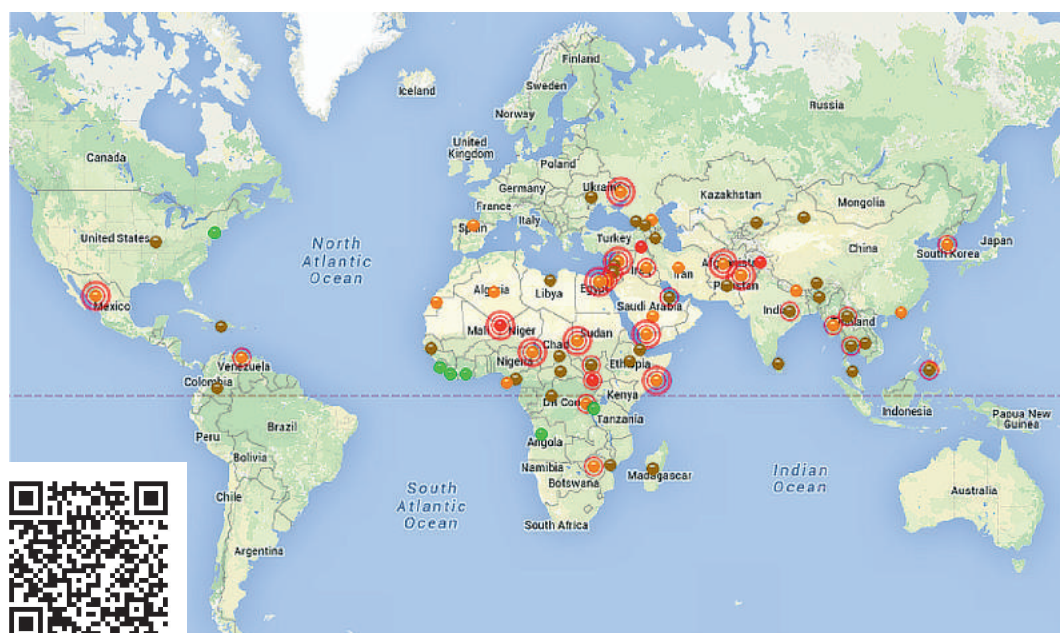 Iceland
Finland
Sweden
Norway
Russia
Canada
United
Kingdom
Poland
Germany
Ukraine
Kazakhstan
Mongolia
France
Italy
Spain
United States
North
Atlantic
Ocean
Turkey
China
South Korea
Japan
Mexico
Algeria
Libya
Egypt
Iraq
Iran
Afghanistan
Pakistan
Saudi Arabia
India
Mali
Niger
Chad
Sudan
Thailand
Nigeria
Ethiopia
Venezuela
Colombia
Kenya
DR Congo
Tanzania
Indonesia
Papua New
Guinea
Peru
Brazil
Angola
Bolivia
Namibia
Botswana
Madagascar
Indian
Ocean
Australia
Chile
South
Atlantic
Ocean
South Africa
Argentina